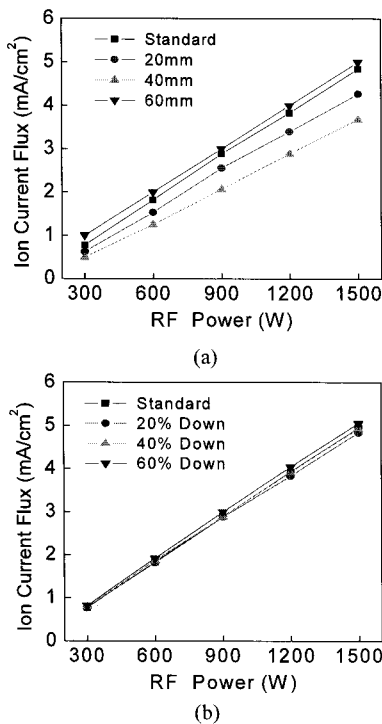 6
5
4
3
2
1
0
Ion Current Flux (mA/cm²)
Standard
20mm
40mm
60mm
300 600 900 1200 1500
RF Power (W)
(a)
6
5
4
3
2
1
0
Ion Current Flux (mA/cm²)
Standard
20% Down
40% Down
60% Down
300 600 900 1200 1500
RF Power (W)
(b)